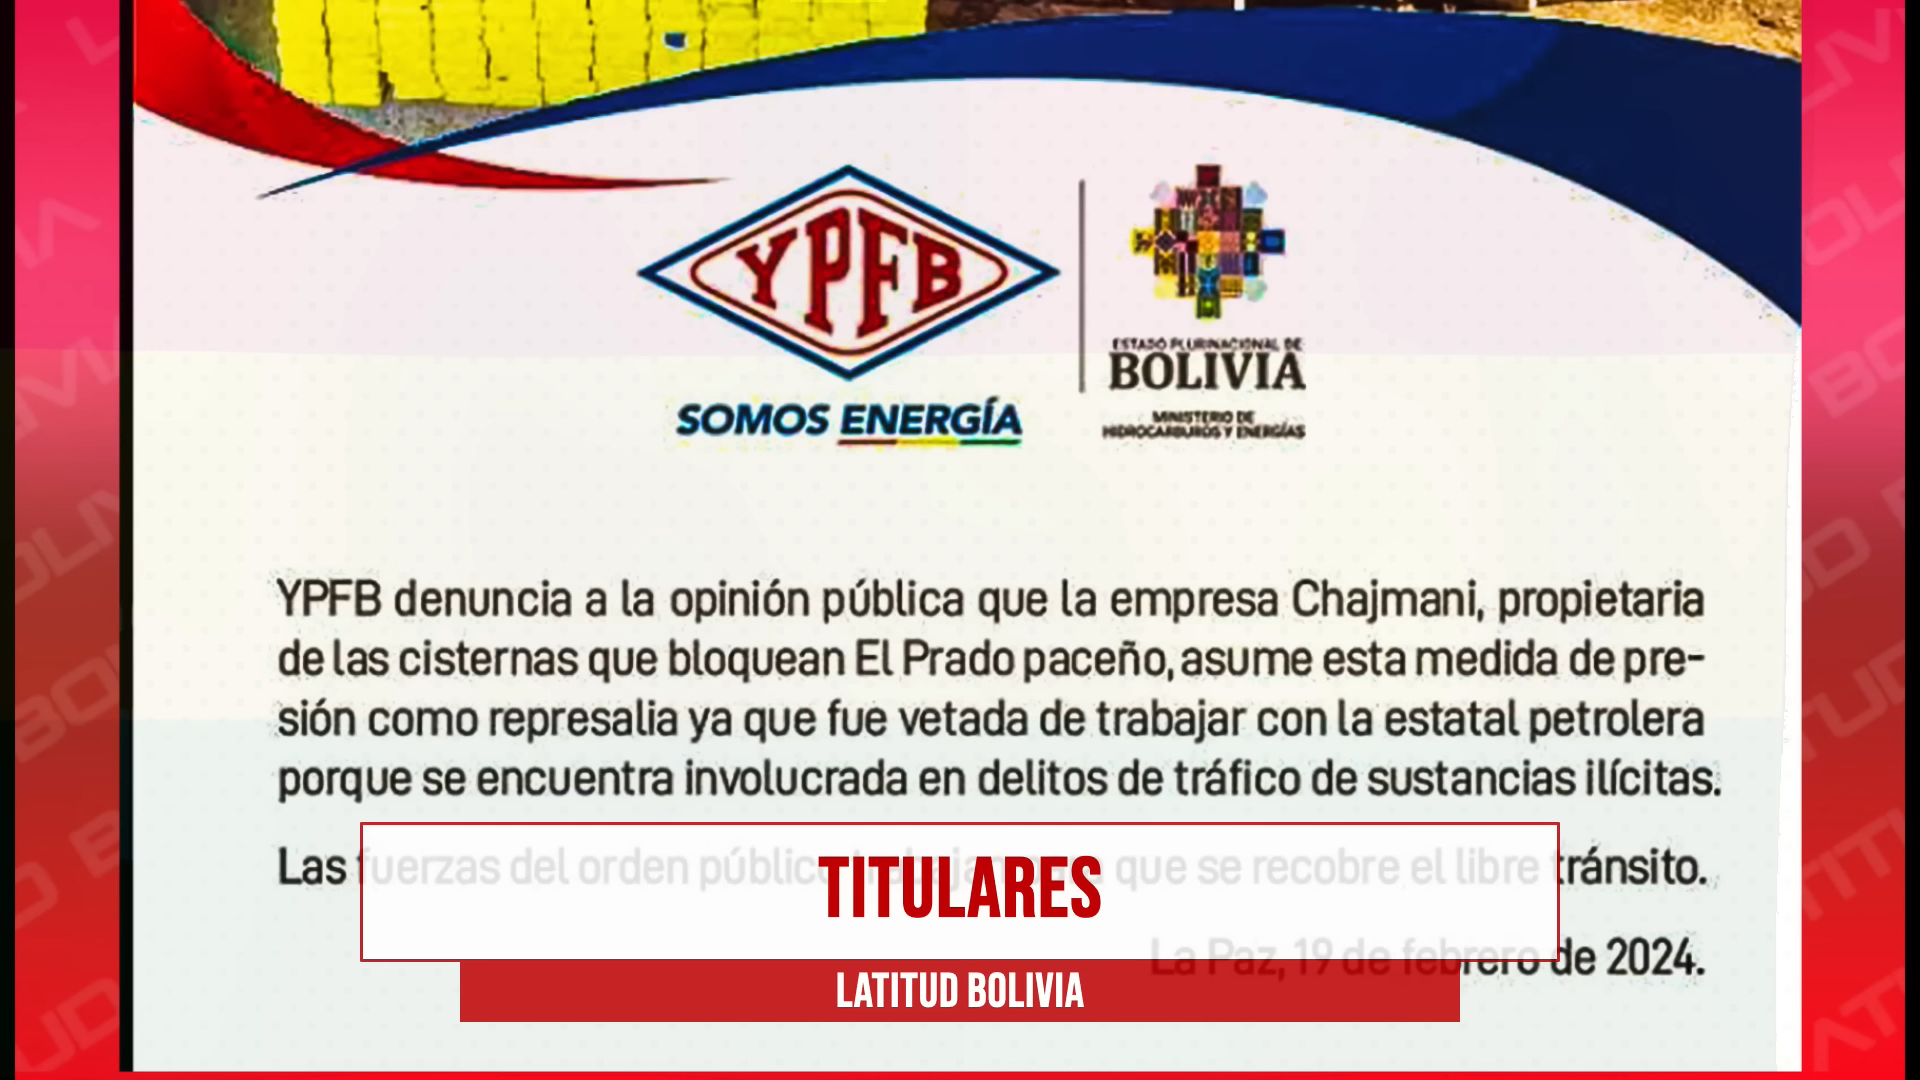 YPFB
SOMOS ENERGÍA
ESTADO PLURINACIONAL DE
BOLIVIA
MINISTERIO DE
HIDROCARBUROS Y ENERGÍAS
YPFB denuncia a la opinión pública que la empresa Chajmani, propietaria
de las cisternas que bloquean El Prado paceño, asume esta medida de pre-
sión como represalia ya que fue vetada de trabajar con la estatal petrolera
porque se encuentra involucrada en delitos de tráfico de sustancias ilícitas.
Las fuerzas del orden público que se recobre el libre tránsito.
TITULARES
La Paz, 19 de febrero de 2024.
LATITUD BOLIVIA